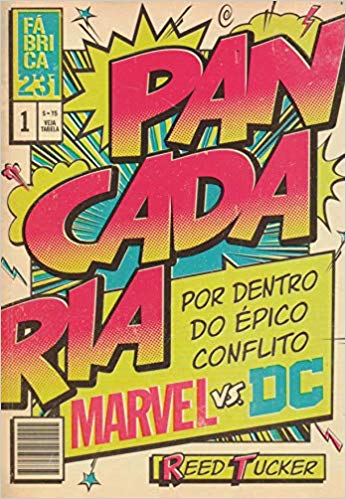 FÁ
BRI
CA
231
1
5=15
VEJA
TABELA
PAN
CADA
RIA
POR DENTRO
DO ÉPICO
CONFLITO
MARVEL VS. DC
REED TUCKER